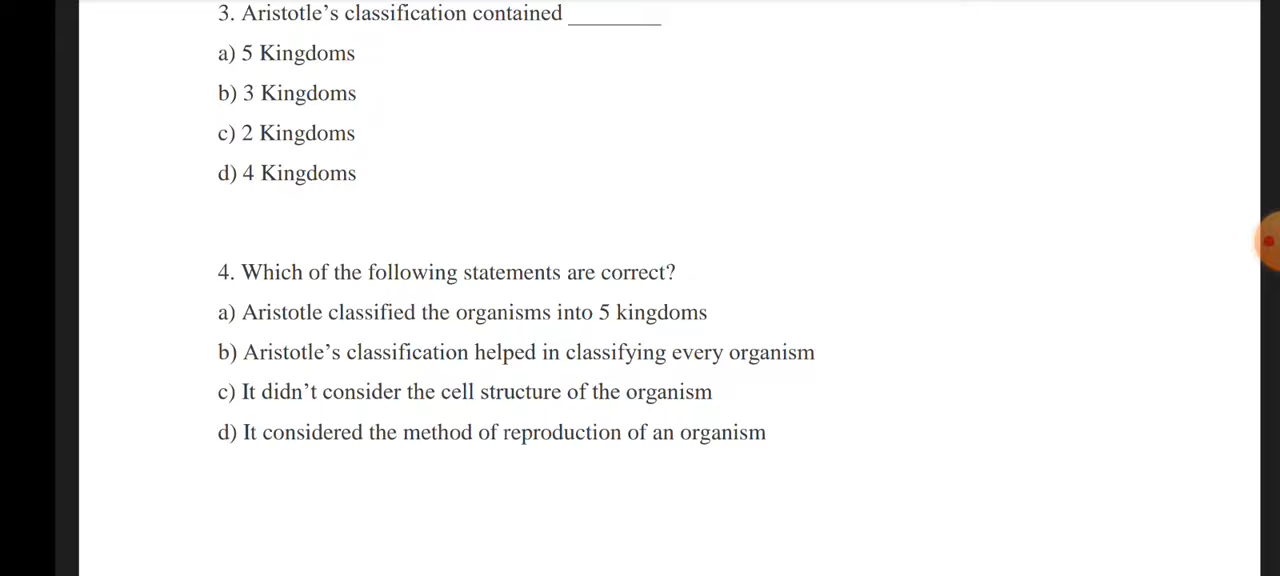 3. Aristotle’s classification contained ________
a) 5 Kingdoms
b) 3 Kingdoms
c) 2 Kingdoms
d) 4 Kingdoms
4. Which of the following statements are correct?
a) Aristotle classified the organisms into 5 kingdoms
b) Aristotle’s classification helped in classifying every organism
c) It didn’t consider the cell structure of the organism
d) It considered the method of reproduction of an organism